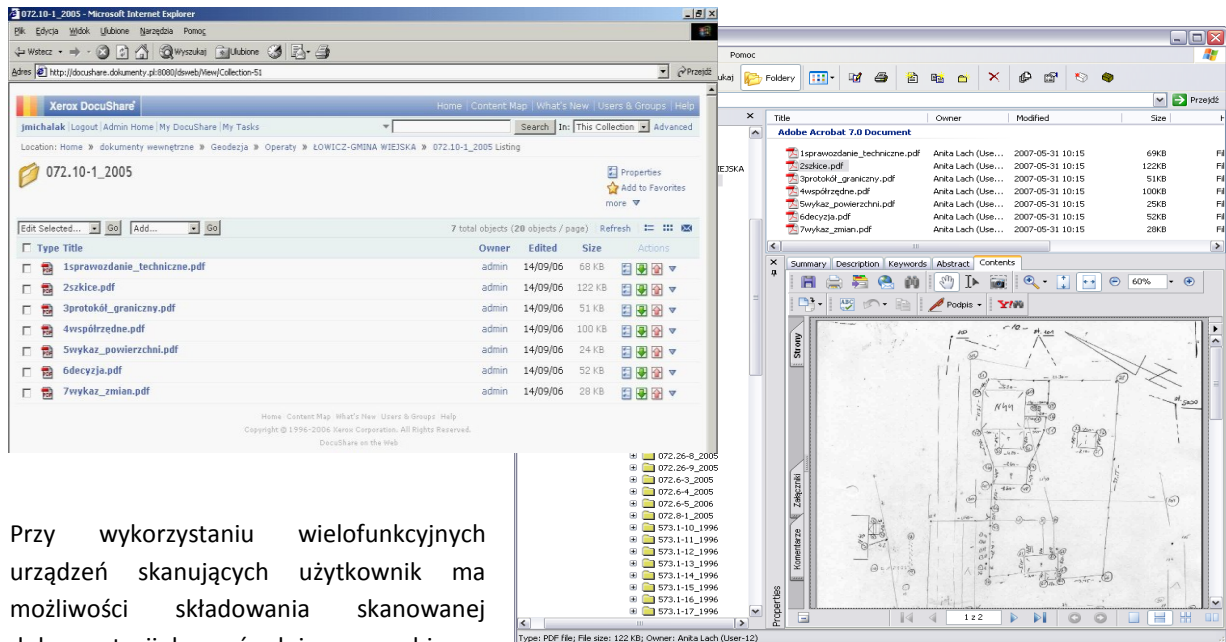 072.10-1_2005 - Microsoft Internet Explorer
Plik Edycja Widok Ulubione Narzędzia Pomoc
Wstecz Wyszukaj Ulubione
Adres http://docushare.dokumenty.pl:8080/dsweb/View/Collection-51 Przejdź
Xerox DocuShare Home | Content Map | What's New | Users & Groups | Help
jmichalak | Logout | Admin Home | My DocuShare | My Tasks Search In: This Collection Advanced
Location: Home » dokumenty wewnętrzne » Geodezja » Operaty » ŁOWICZ-GMINA WIEJSKA » 072.10-1_2005 Listing
072.10-1_2005
Properties
Add to Favorites
more
Edit Selected... Go Add... Go 7 total objects (20 objects / page) Refresh
Type Title Owner Edited Size Actions
1sprawozdanie_techniczne.pdf admin 14/09/06 68 KB
2szkice.pdf admin 14/09/06 122 KB
3protokół_graniczny.pdf admin 14/09/06 51 KB
4współrzędne.pdf admin 14/09/06 100 KB
5wykaz_powierzchni.pdf admin 14/09/06 24 KB
6decyzja.pdf admin 14/09/06 52 KB
7wykaz_zmian.pdf admin 14/09/06 28 KB
Home Content Map What's New Users & Groups Help
Copyright © 1996-2006 Xerox Corporation. All Rights Reserved.
DocuShare on the Web
Pomoc
ukaj Foldery
Przejdź
Title Owner Modified Size
Adobe Acrobat 7.0 Document
1sprawozdanie_techniczne.pdf Anita Lach (Use... 2007-05-31 10:15 69KB Fil
2szkice.pdf Anita Lach (Use... 2007-05-31 10:15 122KB Fil
3protokół_graniczny.pdf Anita Lach (Use... 2007-05-31 10:15 51KB Fil
4współrzędne.pdf Anita Lach (Use... 2007-05-31 10:15 100KB Fil
5wykaz_powierzchni.pdf Anita Lach (Use... 2007-05-31 10:15 25KB Fil
6decyzja.pdf Anita Lach (Use... 2007-05-31 10:15 52KB Fil
7wykaz_zmian.pdf Anita Lach (Use... 2007-05-31 10:15 28KB Fil
EJSKA
Summary Description Keywords Abstract Contents
60%
Podpis
Strony
Załączniki
Komentarze
Properties
1 z 2
072.26-8_2005
072.26-9_2005
072.6-3_2005
072.6-4_2005
072.6-5_2006
072.8-1_2005
573.1-10_1996
573.1-11_1996
573.1-12_1996
573.1-13_1996
573.1-14_1996
573.1-15_1996
573.1-16_1996
573.1-17_1996
Type: PDF file; File size: 122 KB; Owner: Anita Lach (User-12)
Przy wykorzystaniu wielofunkcyjnych
urządzeń skanujących użytkownik ma
możliwości składowania skanowanej